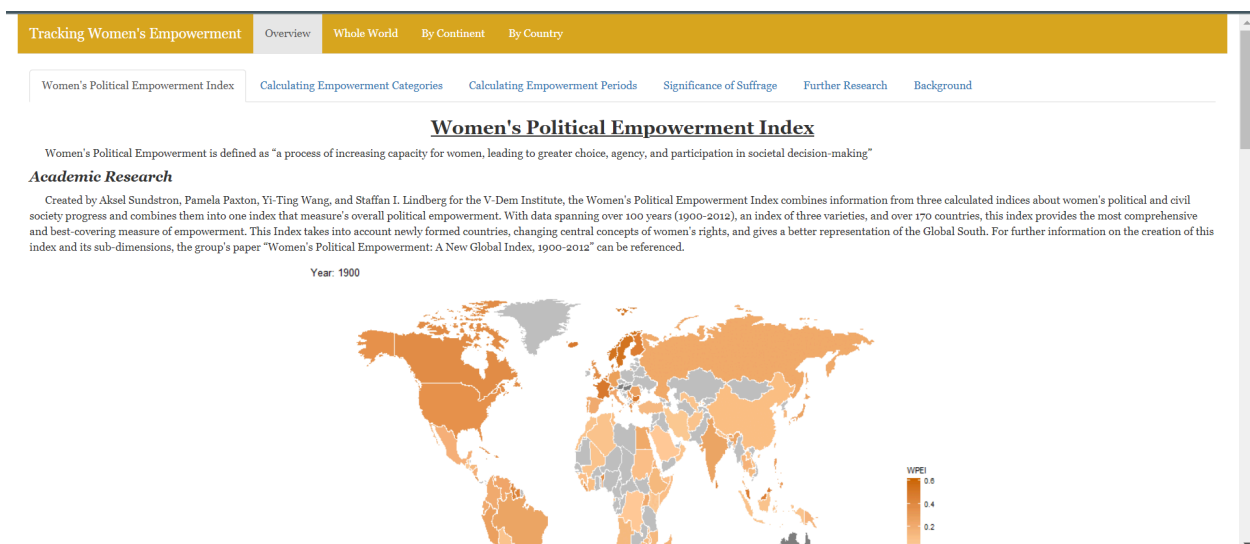 Tracking Women's Empowerment Overview Whole World By Continent By Country
Women's Political Empowerment Index Calculating Empowerment Categories Calculating Empowerment Periods Significance of Suffrage Further Research Background
Women's Political Empowerment Index
Women's Political Empowerment is defined as “a process of increasing capacity for women, leading to greater choice, agency, and participation in societal decision-making”
Academic Research
Created by Aksel Sundstron, Pamela Paxton, Yi-Ting Wang, and Staffan I. Lindberg for the V-Dem Institute, the Women's Political Empowerment Index combines information from three calculated indices about women's political and civil
society progress and combines them into one index that measure's overall political empowerment. With data spanning over 100 years (1900-2012), an index of three varieties, and over 170 countries, this index provides the most comprehensive
and best-covering measure of empowerment. This Index takes into account newly formed countries, changing central concepts of women's rights, and gives a better representation of the Global South. For further information on the creation of this
index and its sub-dimensions, the group's paper “Women's Political Empowerment: A New Global Index, 1900-2012” can be referenced.
Year: 1900
WPEI
0.6
0.4
0.2